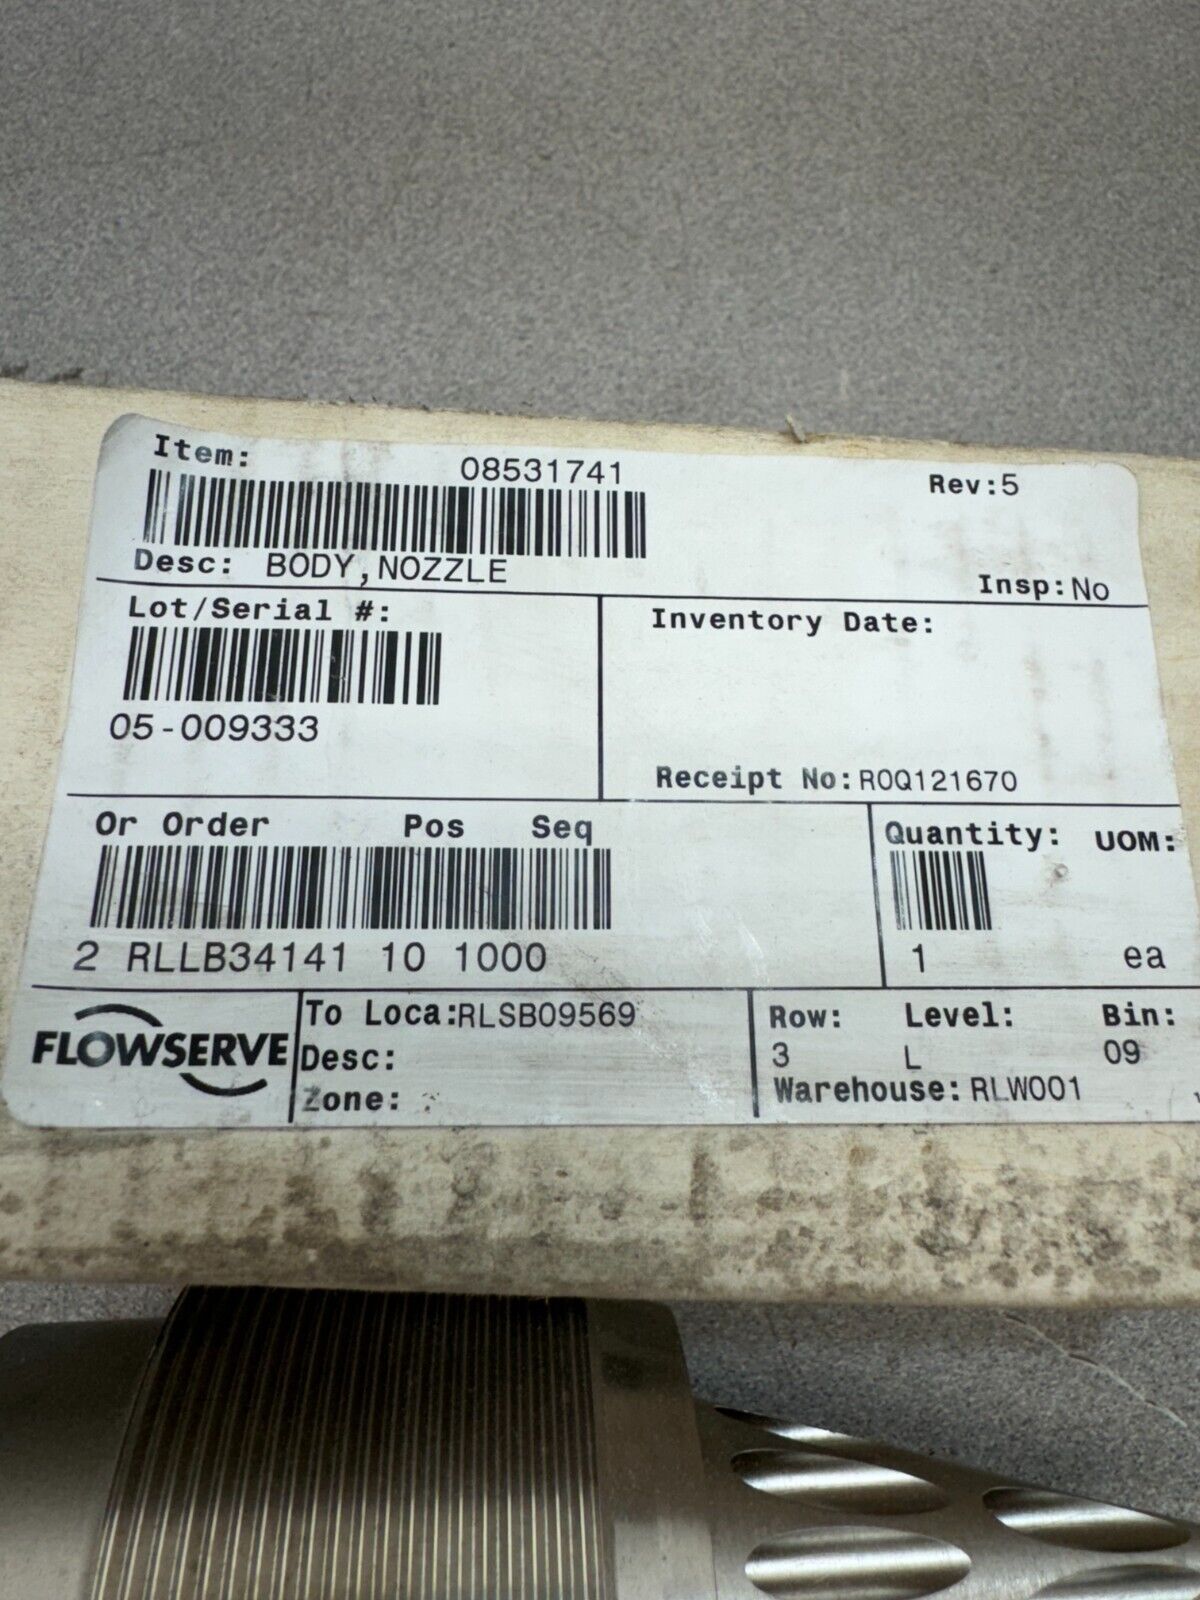 Item: 08531741 Rev:5
Desc: BODY,NOZZLE Insp:No
Lot/Serial #: Inventory Date:
05-009333
Receipt No:R0Q121670
Or Order Pos Seq Quantity: UOM:
2 RLLB34141 10 1000 1 ea
FLOWSERVE To Loca:RLSB09569 Row: Level: Bin:
Desc: 3 L 09
Zone: Warehouse: RLW001